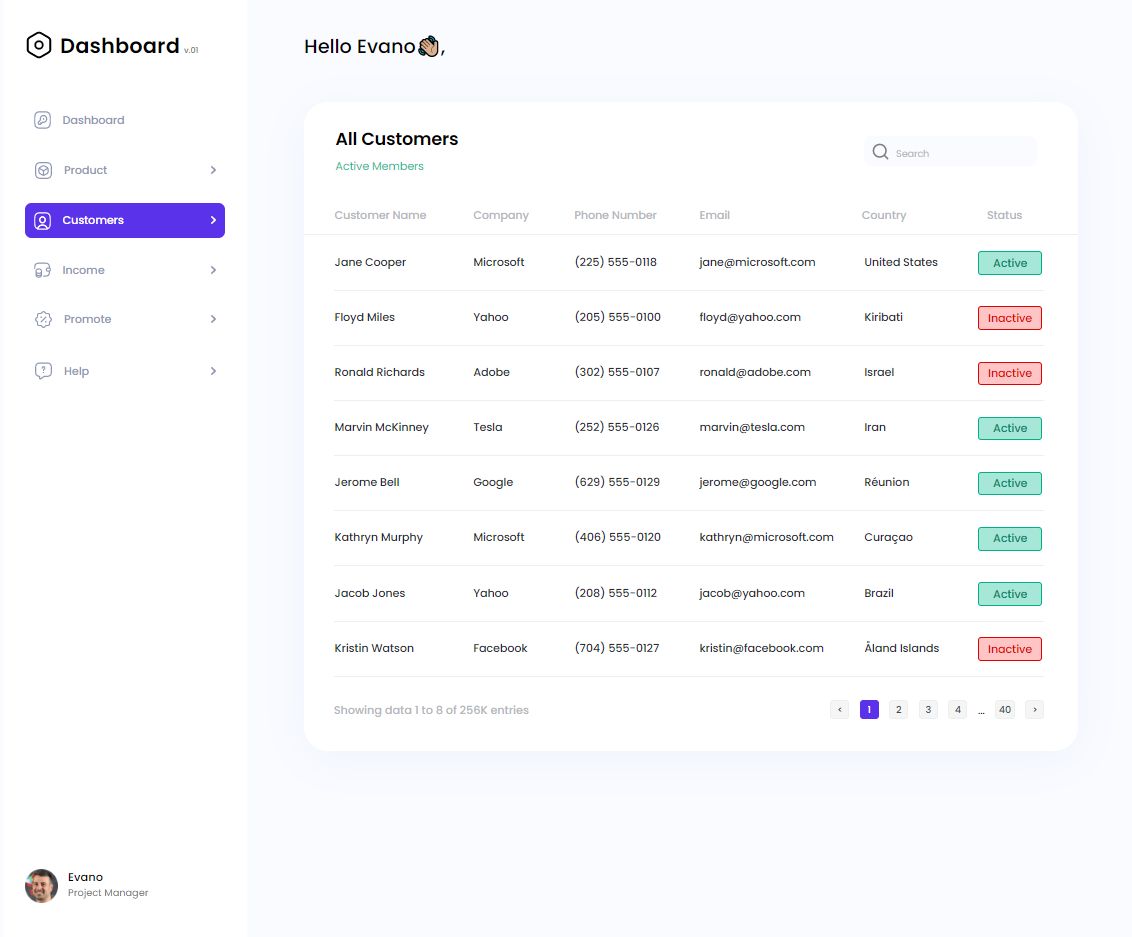 Dashboard v.01
Dashboard
Product
Customers
Income
Promote
Help
Evano
Project Manager
Hello Evano👋🏼,
All Customers
Active Members
Search
Customer Name Company Phone Number Email Country Status
Jane Cooper Microsoft (225) 555-0118 jane@microsoft.com United States Active
Floyd Miles Yahoo (205) 555-0100 floyd@yahoo.com Kiribati Inactive
Ronald Richards Adobe (302) 555-0107 ronald@adobe.com Israel Inactive
Marvin McKinney Tesla (252) 555-0126 marvin@tesla.com Iran Active
Jerome Bell Google (629) 555-0129 jerome@google.com Réunion Active
Kathryn Murphy Microsoft (406) 555-0120 kathryn@microsoft.com Curaçao Active
Jacob Jones Yahoo (208) 555-0112 jacob@yahoo.com Brazil Active
Kristin Watson Facebook (704) 555-0127 kristin@facebook.com Åland Islands Inactive
Showing data 1 to 8 of 256K entries < 1 2 3 4 ... 40 >